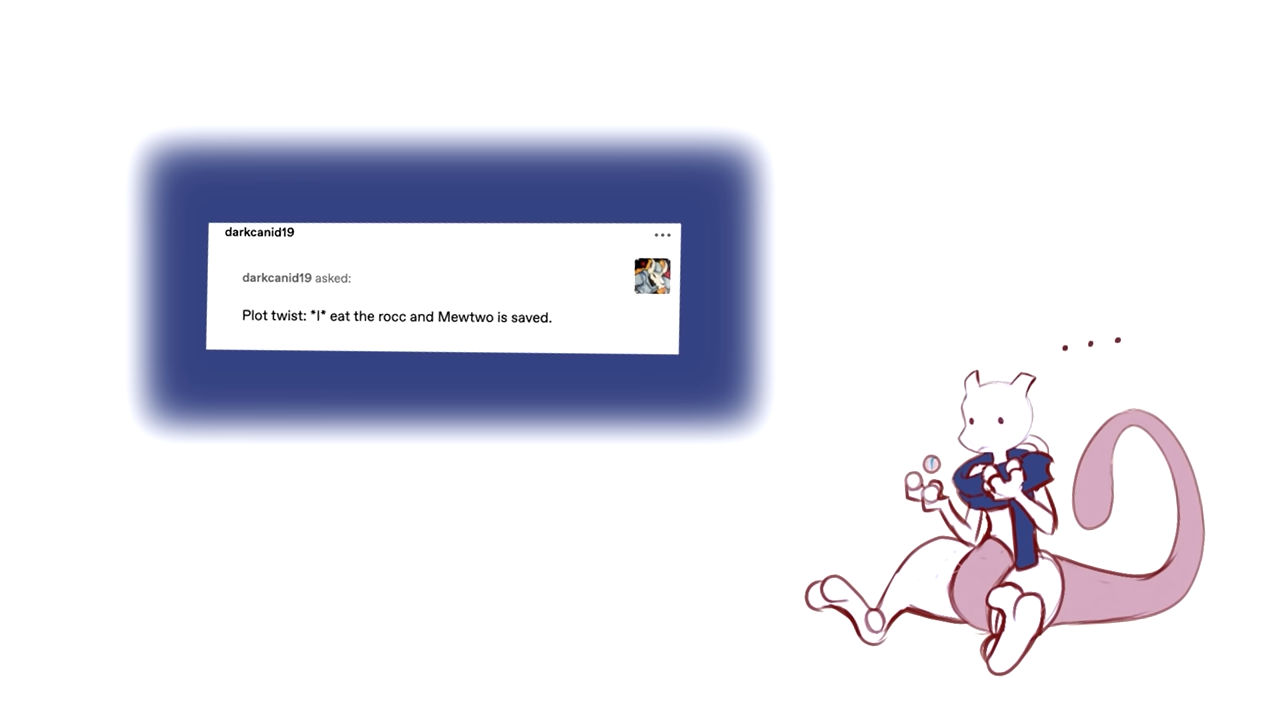 darkcanid19
darkcanid19 asked:
Plot twist: *I* eat the rocc and Mewtwo is saved.
. . .